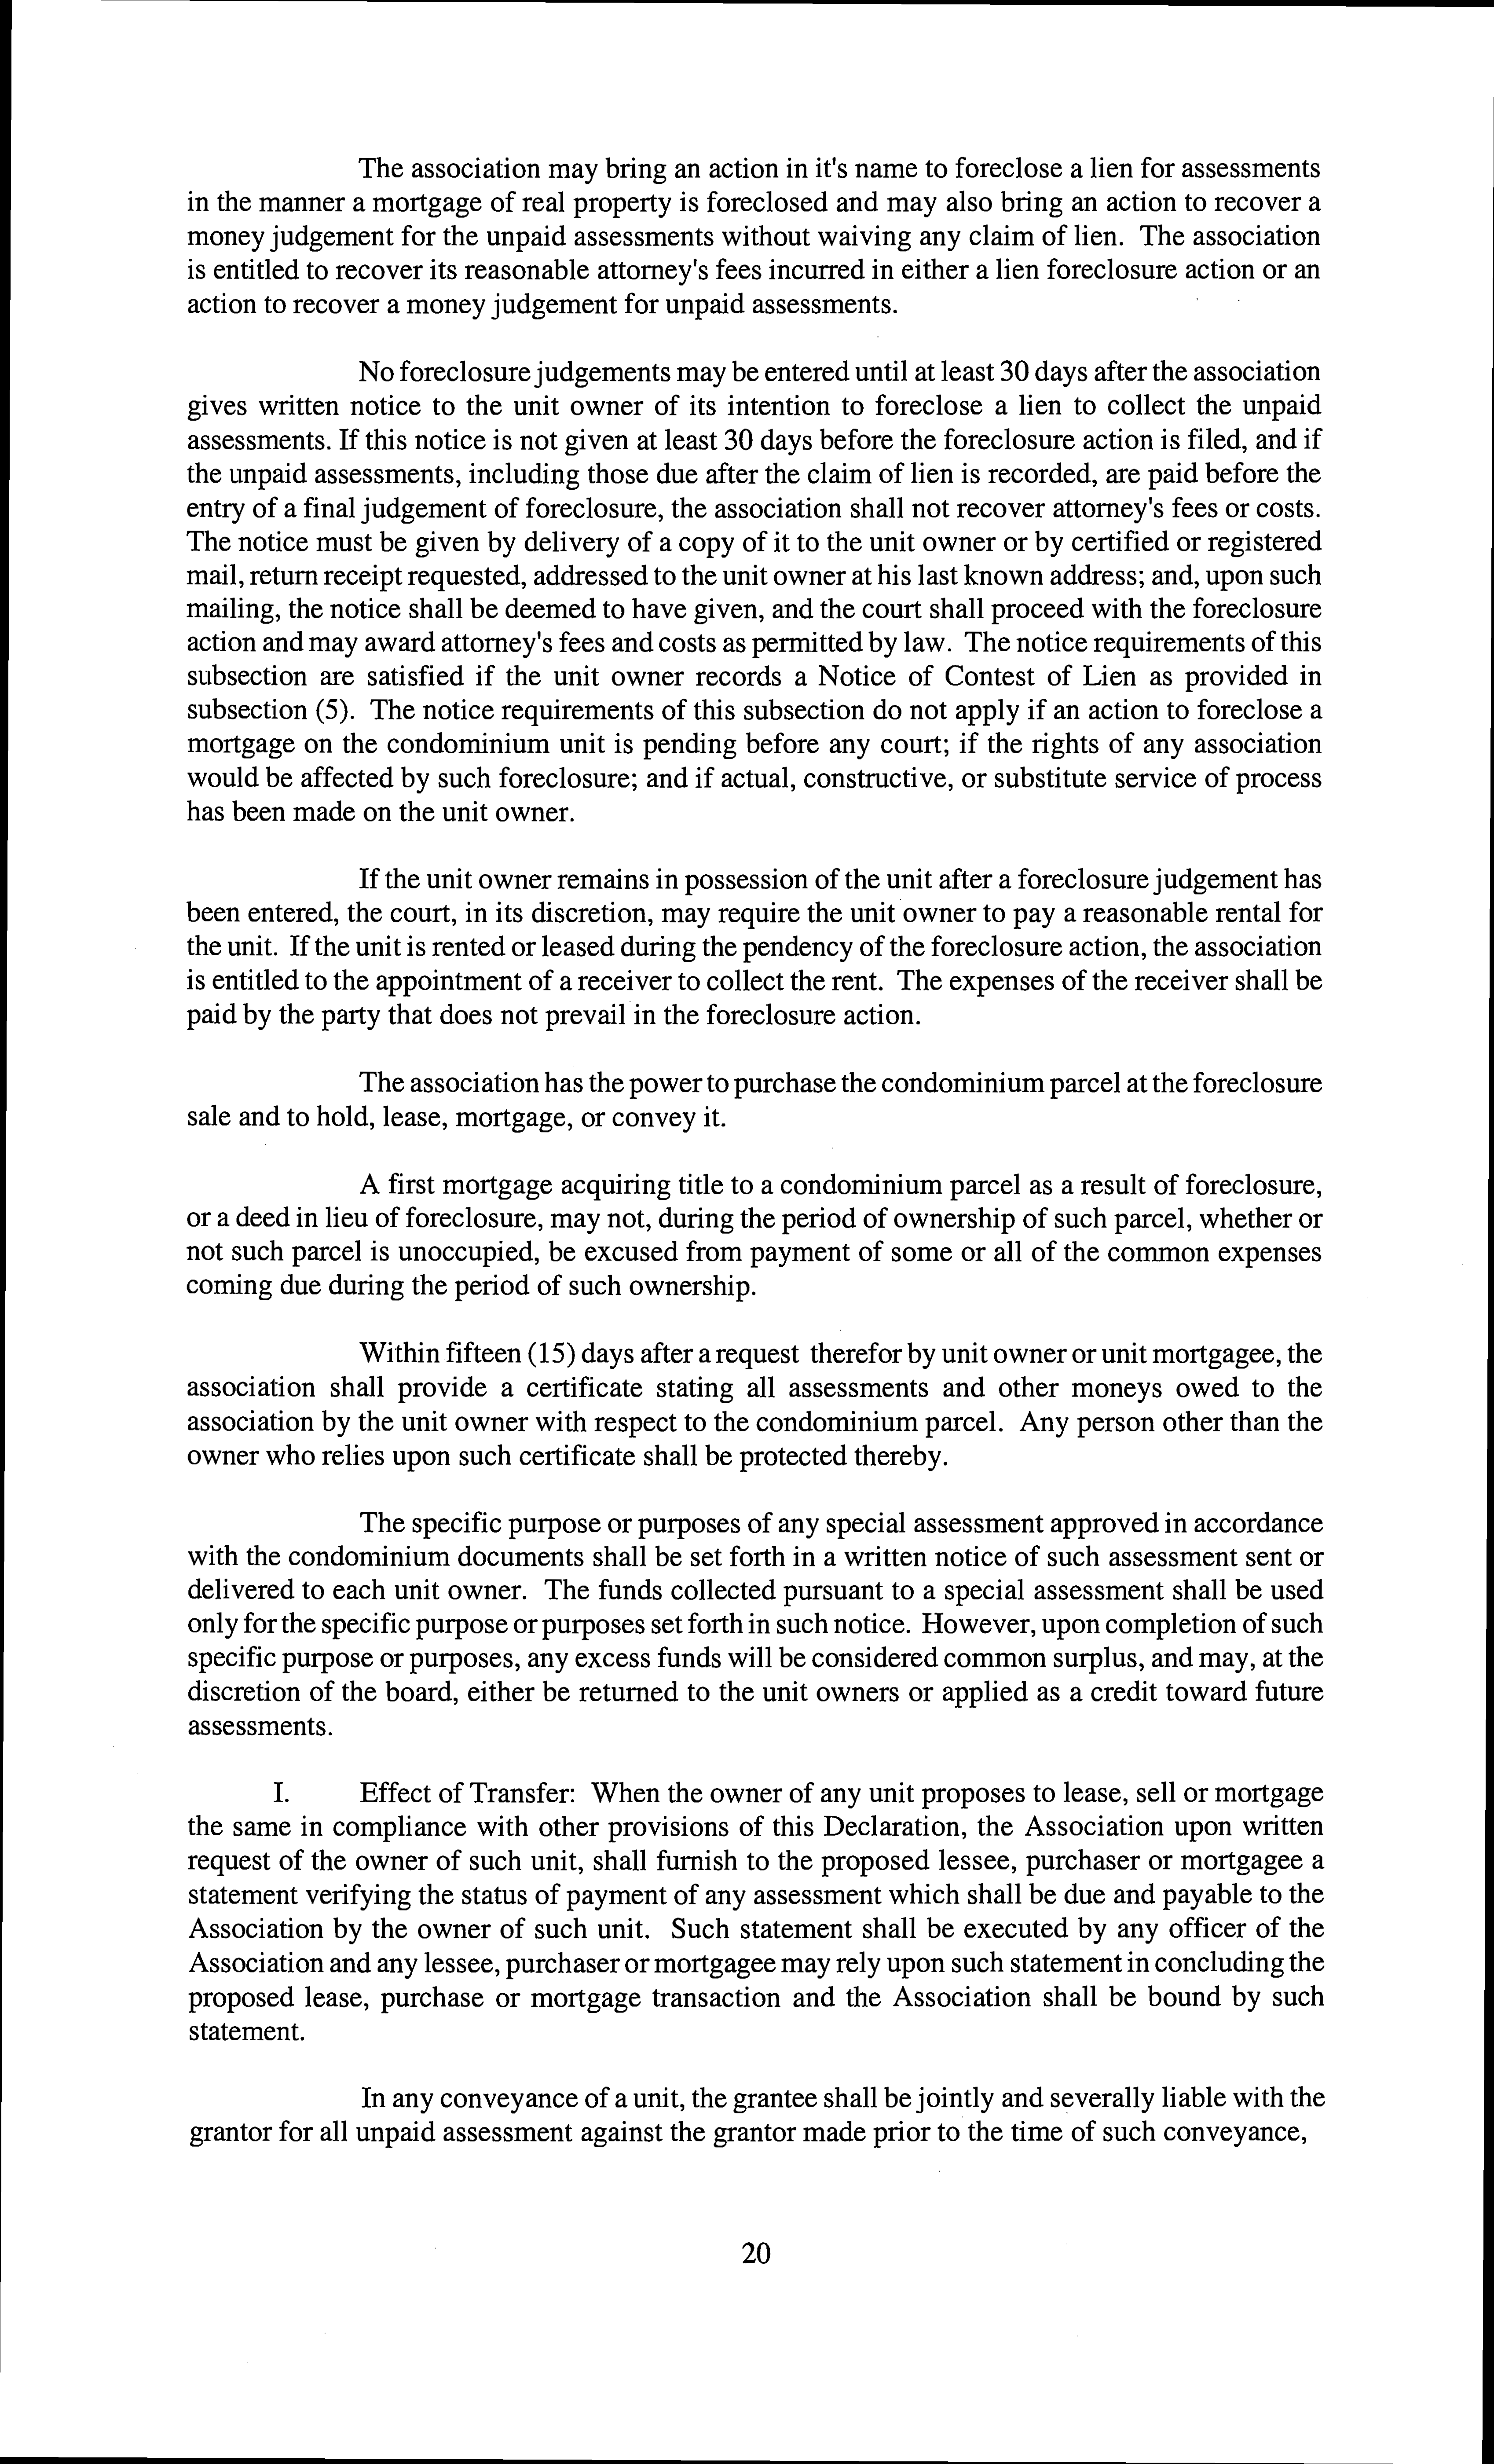 The association may bring an action in it's name to foreclose a lien for assessments
in the manner a mortgage of real property is foreclosed and may also bring an action to recover a
money judgement for the unpaid assessments without waiving any claim of lien. The association
is entitled to recover its reasonable attorney's fees incurred in either a lien foreclosure action or an
action to recover a money judgement for unpaid assessments.
No foreclosure judgements may be entered until at least 30 days after the association
gives written notice to the unit owner of its intention to foreclose a lien to collect the unpaid
assessments. If this notice is not given at least 30 days before the foreclosure action is filed, and if
the unpaid assessments, including those due after the claim of lien is recorded, are paid before the
entry of a final judgement of foreclosure, the association shall not recover attorney's fees or costs.
The notice must be given by delivery of a copy of it to the unit owner or by certified or registered
mail, return receipt requested, addressed to the unit owner at his last known address; and, upon such
mailing, the notice shall be deemed to have given, and the court shall proceed with the foreclosure
action and may award attorney's fees and costs as permitted by law. The notice requirements of this
subsection are satisfied if the unit owner records a Notice of Contest of Lien as provided in
subsection (5). The notice requirements of this subsection do not apply if an action to foreclose a
mortgage on the condominium unit is pending before any court; if the rights of any association
would be affected by such foreclosure; and if actual, constructive, or substitute service of process
has been made on the unit owner.
If the unit owner remains in possession of the unit after a foreclosure judgement has
been entered, the court, in its discretion, may require the unit owner to pay a reasonable rental for
the unit. If the unit is rented or leased during the pendency of the foreclosure action, the association
is entitled to the appointment of a receiver to collect the rent. The expenses of the receiver shall be
paid by the party that does not prevail in the foreclosure action.
The association has the power to purchase the condominium parcel at the foreclosure
sale and to hold, lease, mortgage, or convey it.
A first mortgage acquiring title to a condominium parcel as a result of foreclosure,
or a deed in lieu of foreclosure, may not, during the period of ownership of such parcel, whether or
not such parcel is unoccupied, be excused from payment of some or all of the common expenses
coming due during the period of such ownership.
Within fifteen (15) days after a request therefor by unit owner or unit mortgagee, the
association shall provide a certificate stating all assessments and other moneys owed to the
association by the unit owner with respect to the condominium parcel. Any person other than the
owner who relies upon such certificate shall be protected thereby.
The specific purpose or purposes of any special assessment approved in accordance
with the condominium documents shall be set forth in a written notice of such assessment sent or
delivered to each unit owner. The funds collected pursuant to a special assessment shall be used
only for the specific purpose or purposes set forth in such notice. However, upon completion of such
specific purpose or purposes, any excess funds will be considered common surplus, and may, at the
discretion of the board, either be returned to the unit owners or applied as a credit toward future
assessments.
I. Effect of Transfer: When the owner of any unit proposes to lease, sell or mortgage
the same in compliance with other provisions of this Declaration, the Association upon written
request of the owner of such unit, shall furnish to the proposed lessee, purchaser or mortgagee a
statement verifying the status of payment of any assessment which shall be due and payable to the
Association by the owner of such unit. Such statement shall be executed by any officer of the
Association and any lessee, purchaser or mortgagee may rely upon such statement in concluding the
proposed lease, purchase or mortgage transaction and the Association shall be bound by such
statement.
In any conveyance of a unit, the grantee shall be jointly and severally liable with the
grantor for all unpaid assessment against the grantor made prior to the time of such conveyance,
20